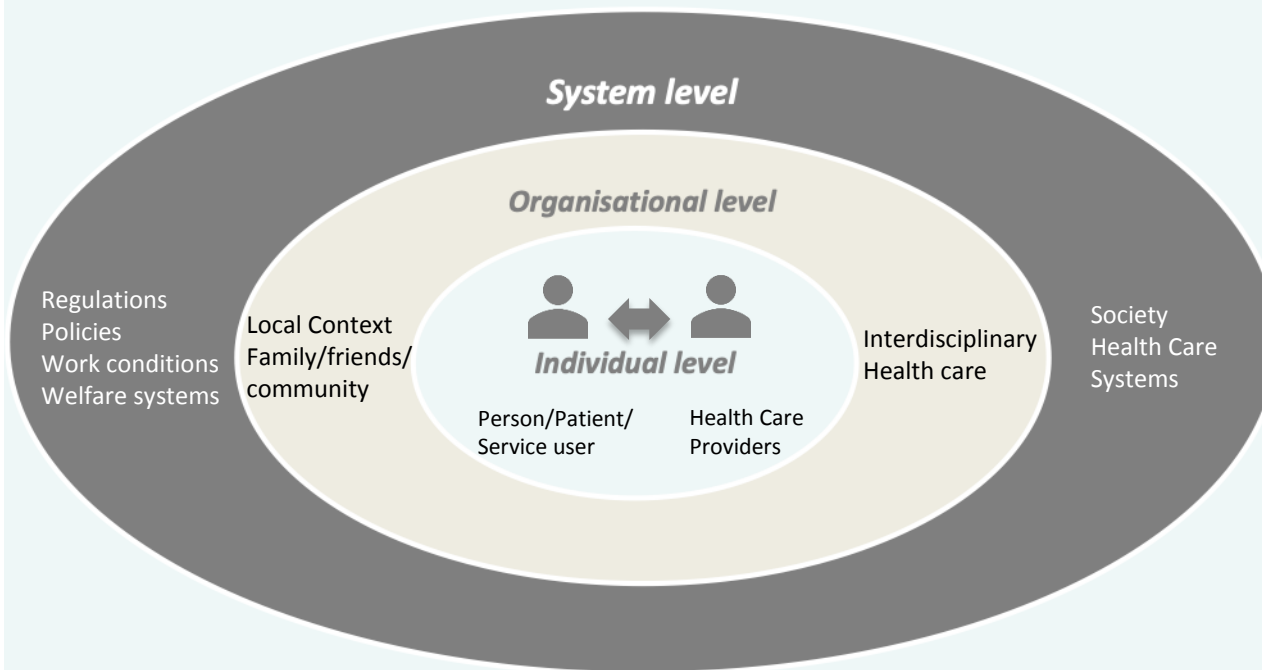 System level
Organisational level
Individual level
Regulations
Policies
Work conditions
Welfare systems
Local Context
Family/friends/
community
Person/Patient/
Service user
Health Care
Providers
Interdisciplinary
Health care
Society
Health Care
Systems